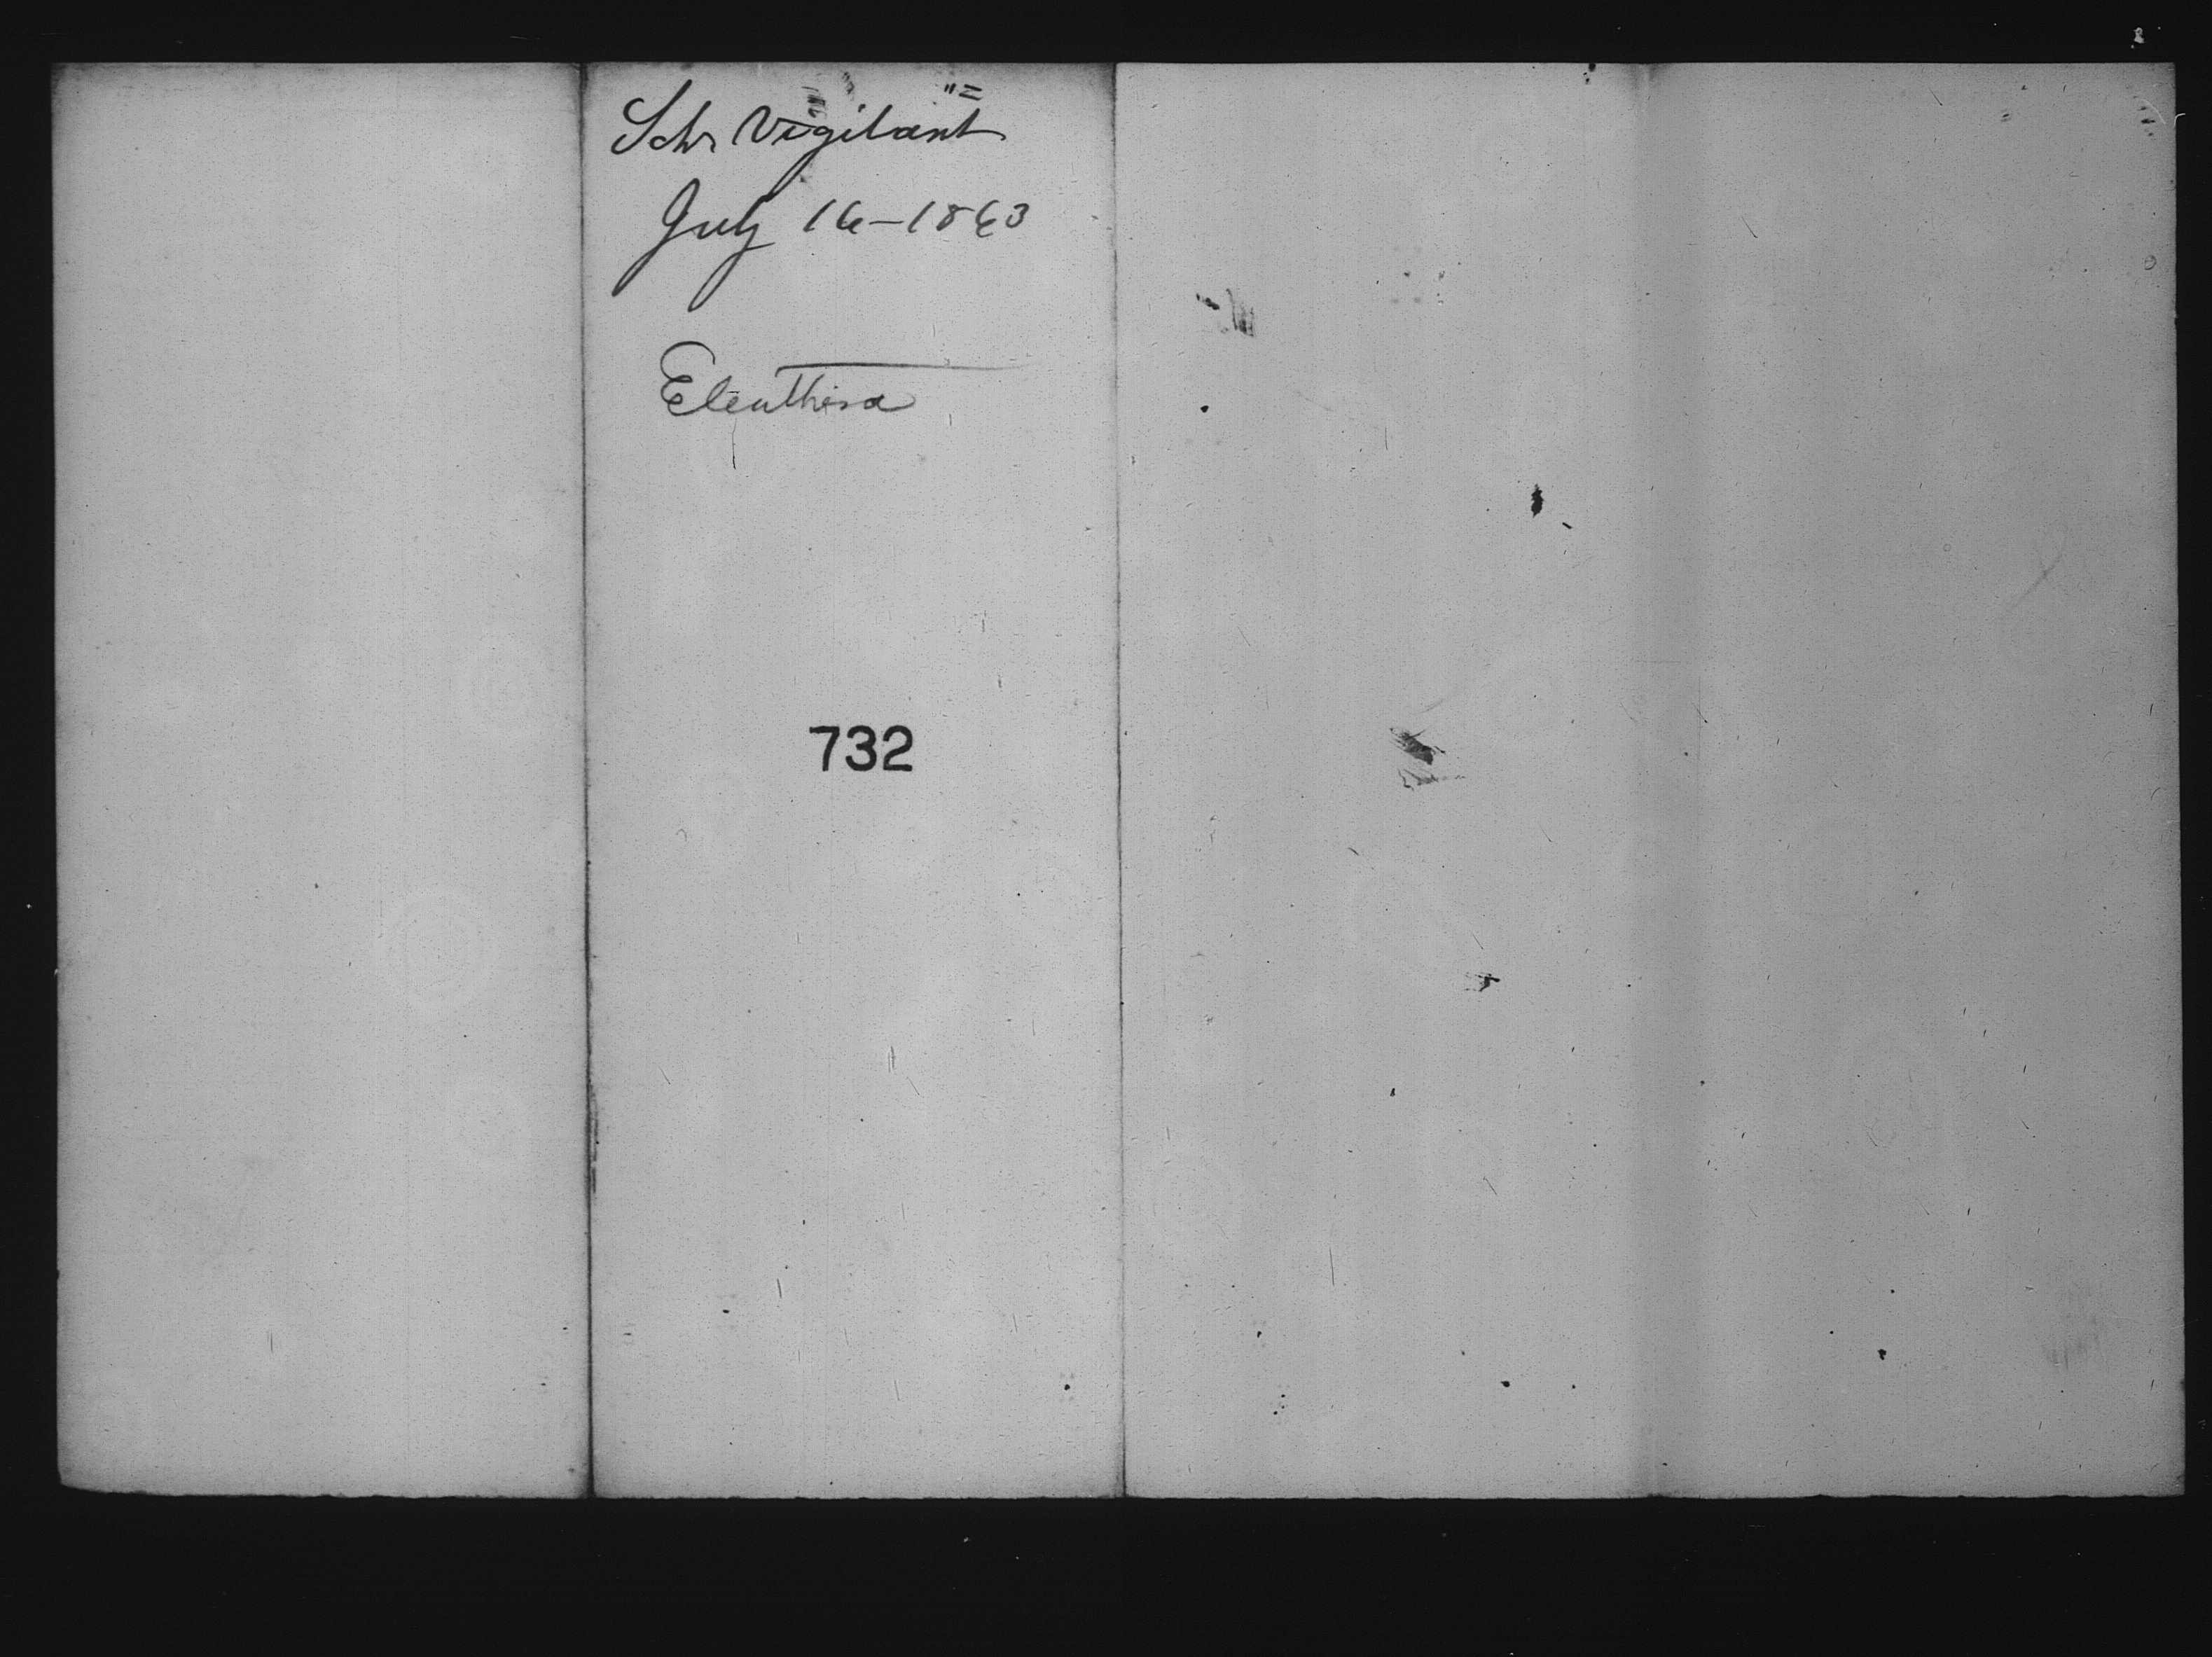 Schr Vigilant
July 16-1863
Eleuthera
732